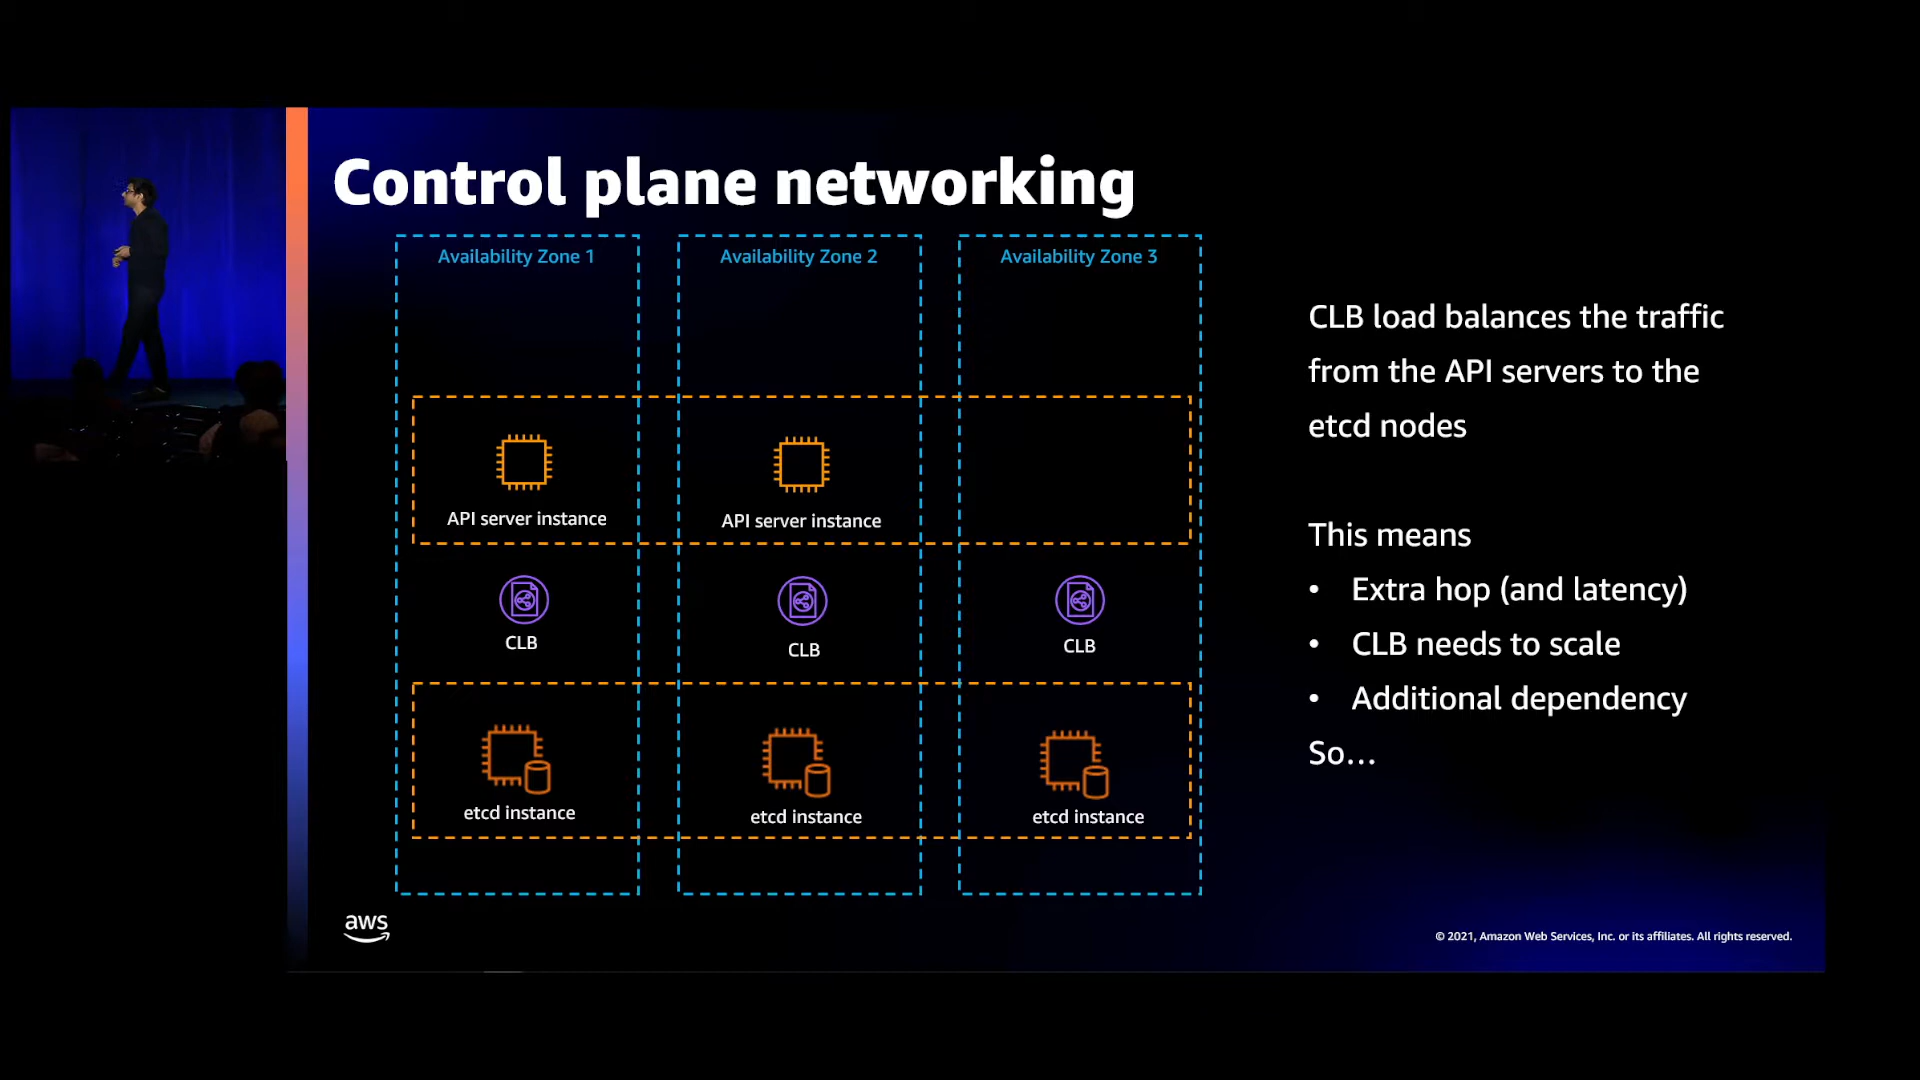 Control plane networking
Availability Zone 1
Availability Zone 2
Availability Zone 3
API server instance
API server instance
CLB
CLB
CLB
etcd instance
etcd instance
etcd instance
CLB load balances the traffic
from the API servers to the
etcd nodes
This means
• Extra hop (and latency)
• CLB needs to scale
• Additional dependency
So...
aws
© 2021, Amazon Web Services, Inc. or its affiliates. All rights reserved.